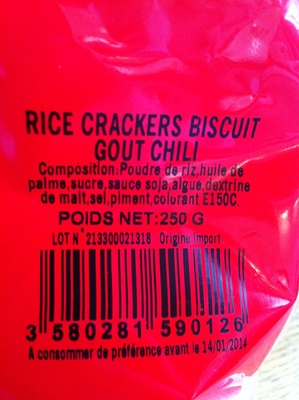 RICE CRACKERS BISCUIT
GOUT CHILI
Composition:Poudre de riz,huile de
palme,sucre,sauce soja,algue,dextrine
de malt,sel,piment,colorant E150C.
POIDS NET:250 G
LOT N° 213300021318 Origine Import
3 580281 590126
A consommer de préférence avant le 14/01/2014